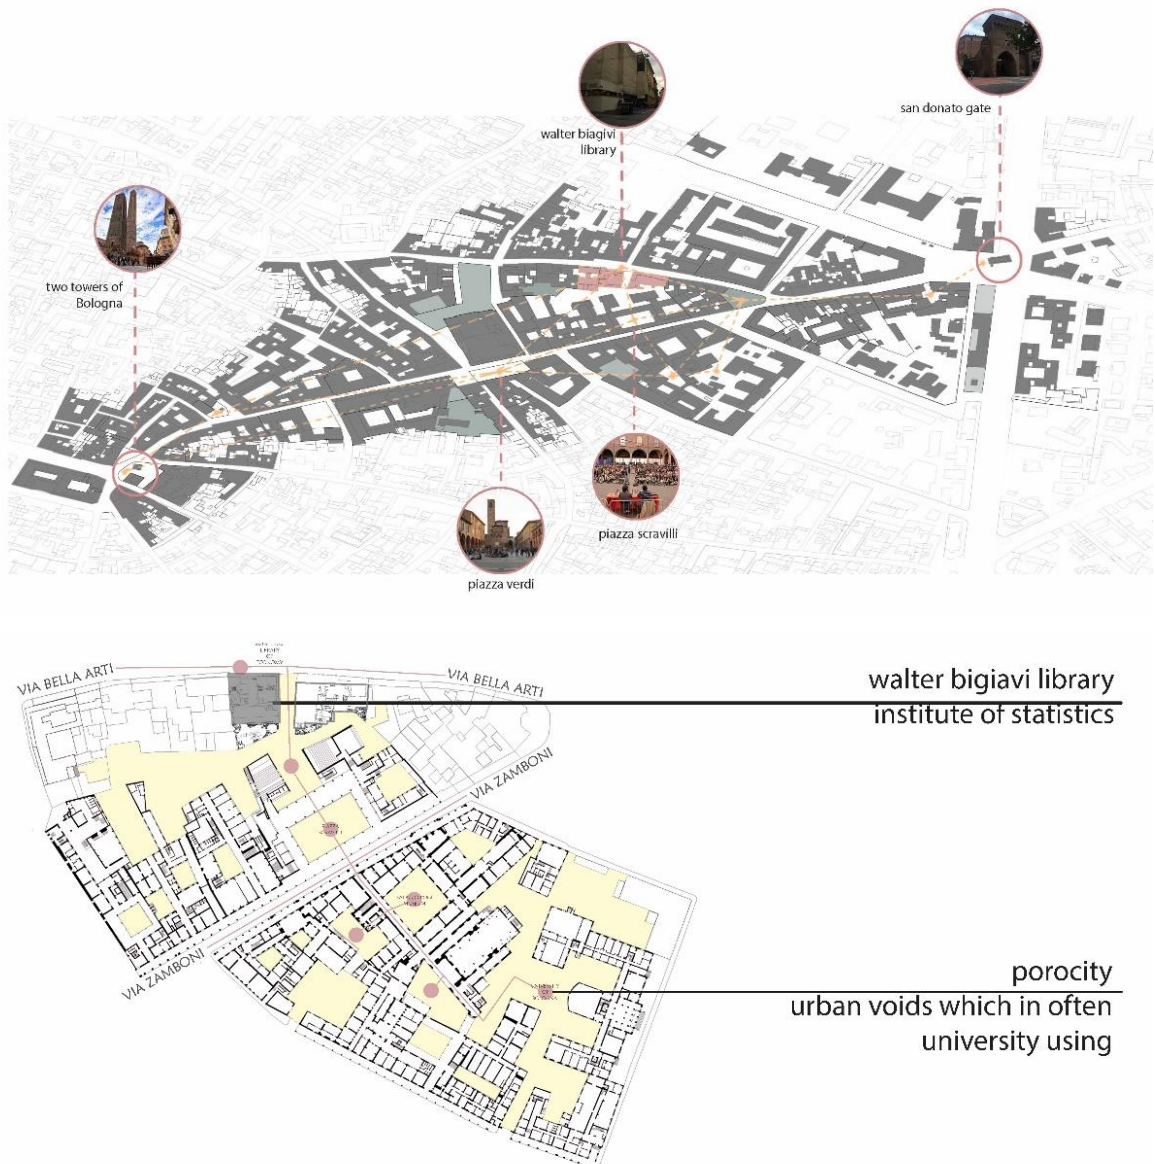 san donato gate
walter biagivi
library
two towers of
Bologna
piazza scravilli
piazza verdi
VIA BELLA ARTI
VIA BELLA ARTI
walter bigiavi library
institute of statistics
VIA ZAMBONI
VIA ZAMBONI
porocity
urban voids which in often
university using